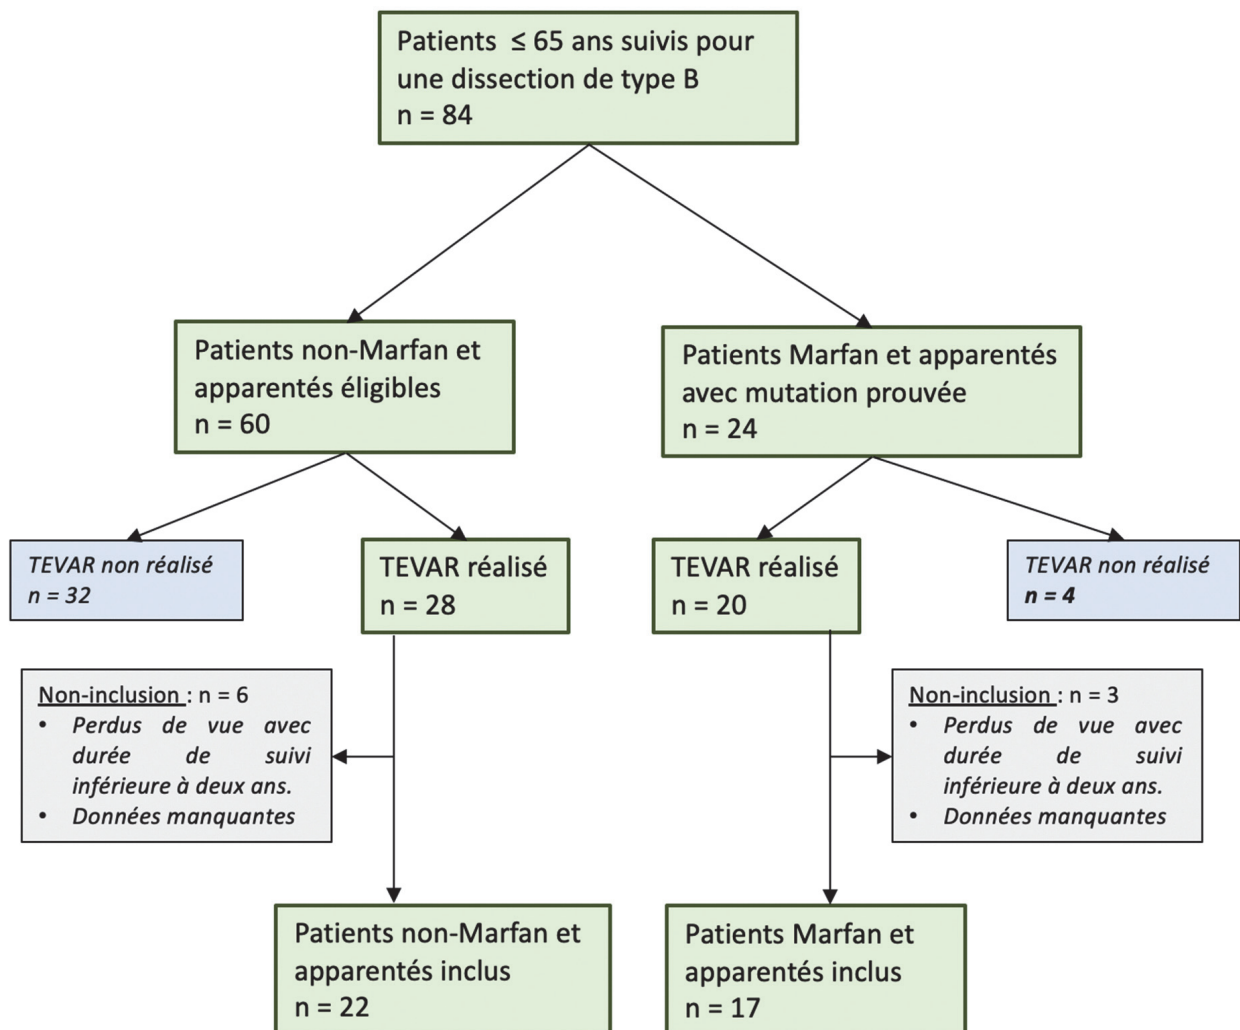 Patients ≤ 65 ans suivis pour
une dissection de type B
n = 84
Patients non-Marfan et
apparentés éligibles
n = 60
Patients Marfan et apparentés
avec mutation prouvée
n = 24
TEVAR non réalisé
n = 32
TEVAR réalisé
n = 28
TEVAR réalisé
n = 20
TEVAR non réalisé
n = 4
Non-inclusion : n = 6
• Perdus de vue avec
durée de suivi
inférieure à deux ans.
• Données manquantes
Non-inclusion : n = 3
• Perdus de vue avec
durée de suivi
inférieure à deux ans.
• Données manquantes
Patients non-Marfan et
apparentés inclus
n = 22
Patients Marfan et
apparentés inclus
n = 17